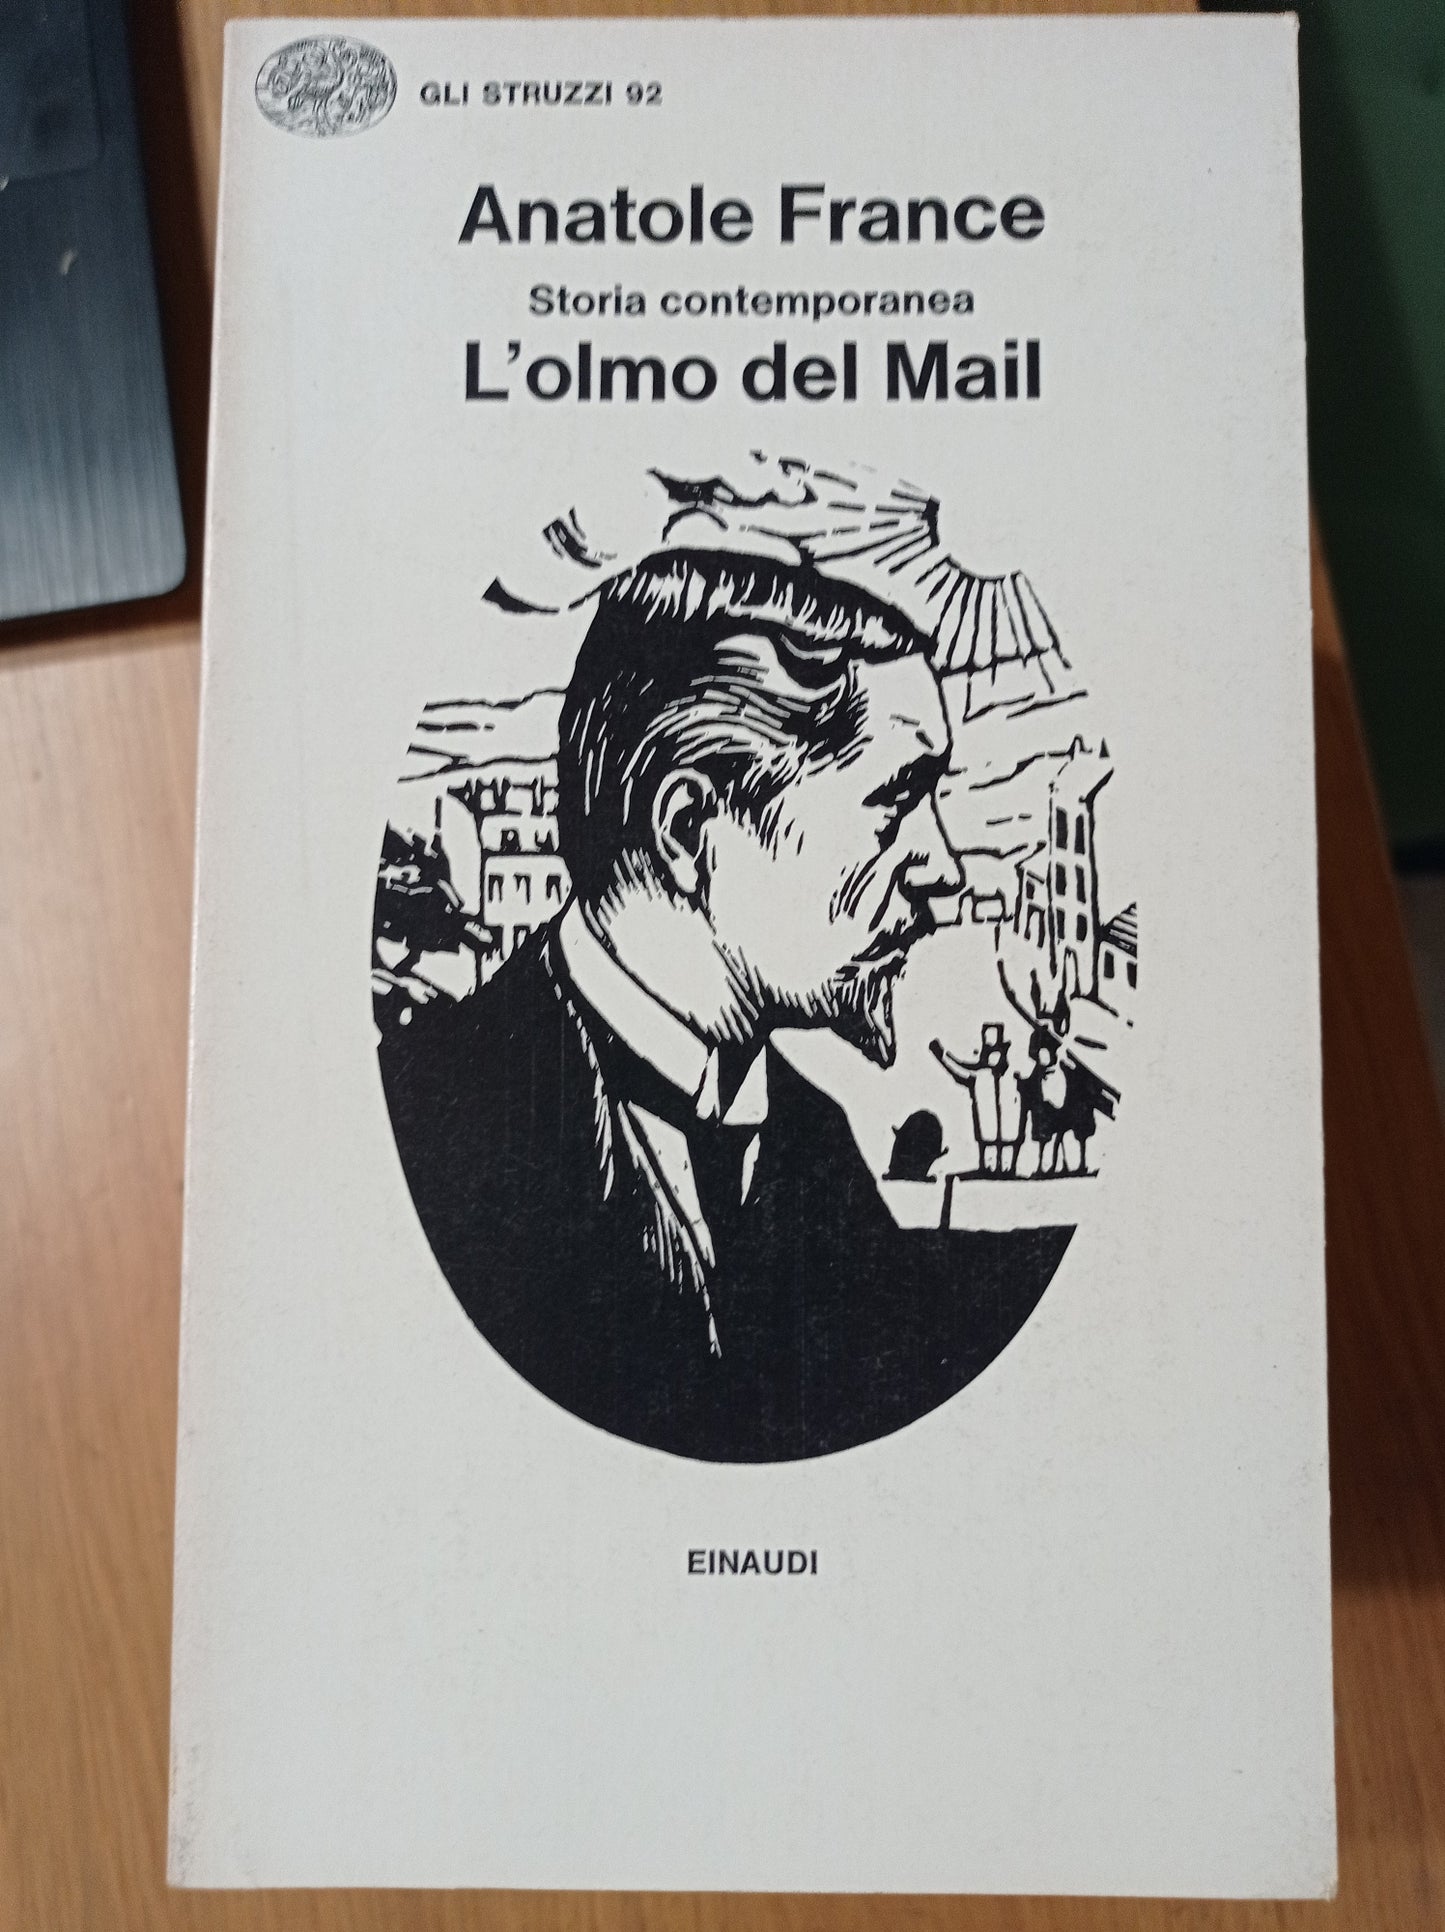 GLI STRUZZI 92
Anatole France
Storia contemporanea
L'olmo del Mail
EINAUDI